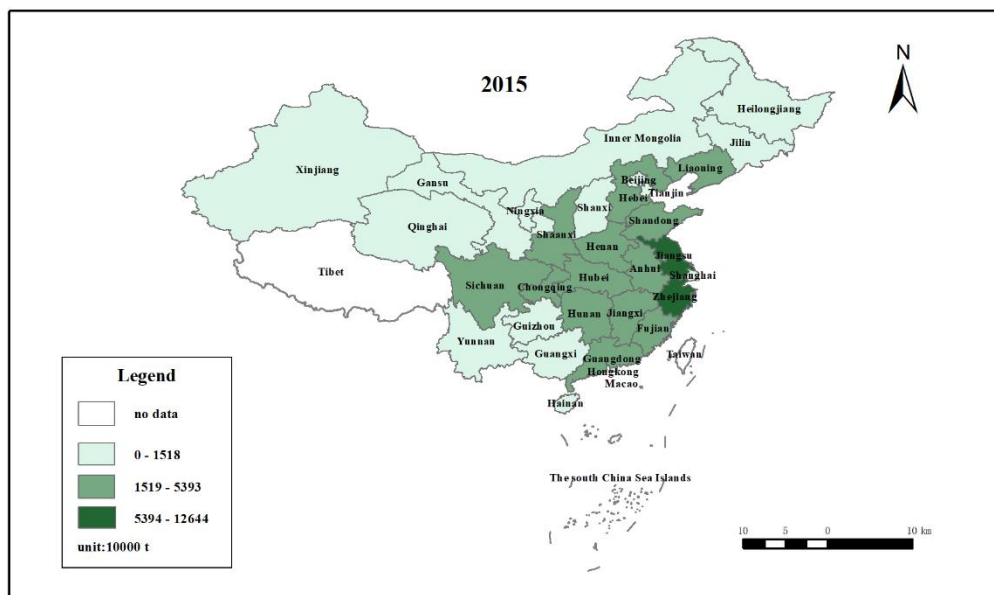 2015
N
Heilongjiang
Inner Mongolia
Jilin
Xinjiang
Liaoning
Gansu
Beijing
Tianjin
Hebei
Ningxia
Shanxi
Shandong
Qinghai
Shaanxi
Henan
Jiangsu
Tibet
Anhui
Shanghai
Sichuan
Hubei
Chongqing
Zhejiang
Hunan
Jiangxi
Guizhou
Fujian
Yunnan
Guangxi
Taiwan
Guangdong
Hongkong
Macao
Hainan
The south China Sea Islands
Legend
no data
0 - 1518
1519 - 5393
5394 - 12644
unit:10000 t
10 5 0 10 km